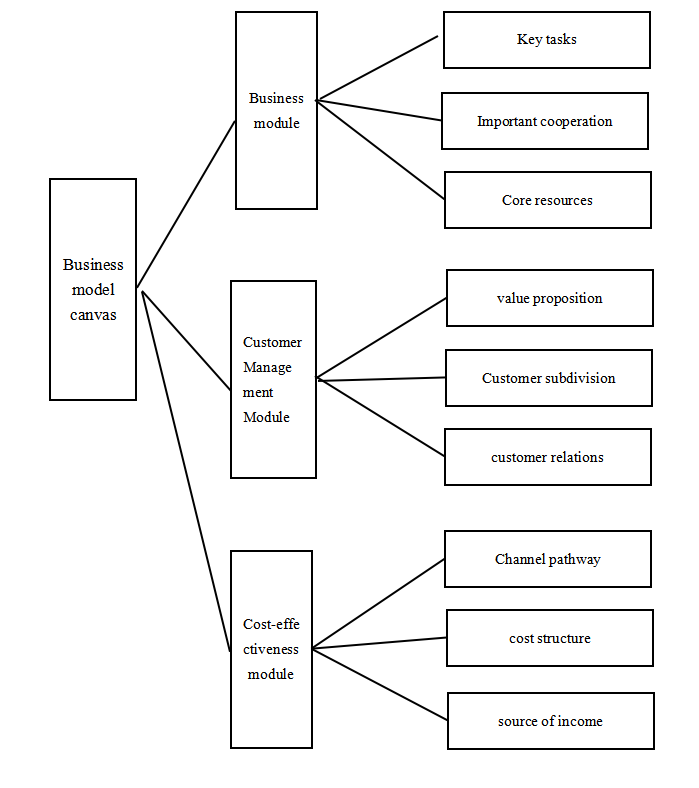 Business
model
canvas
Business
module
Key tasks
Important cooperation
Core resources
Customer
Manage
ment
Module
value proposition
Customer subdivision
customer relations
Cost-effe
ctiveness
module
Channel pathway
cost structure
source of income